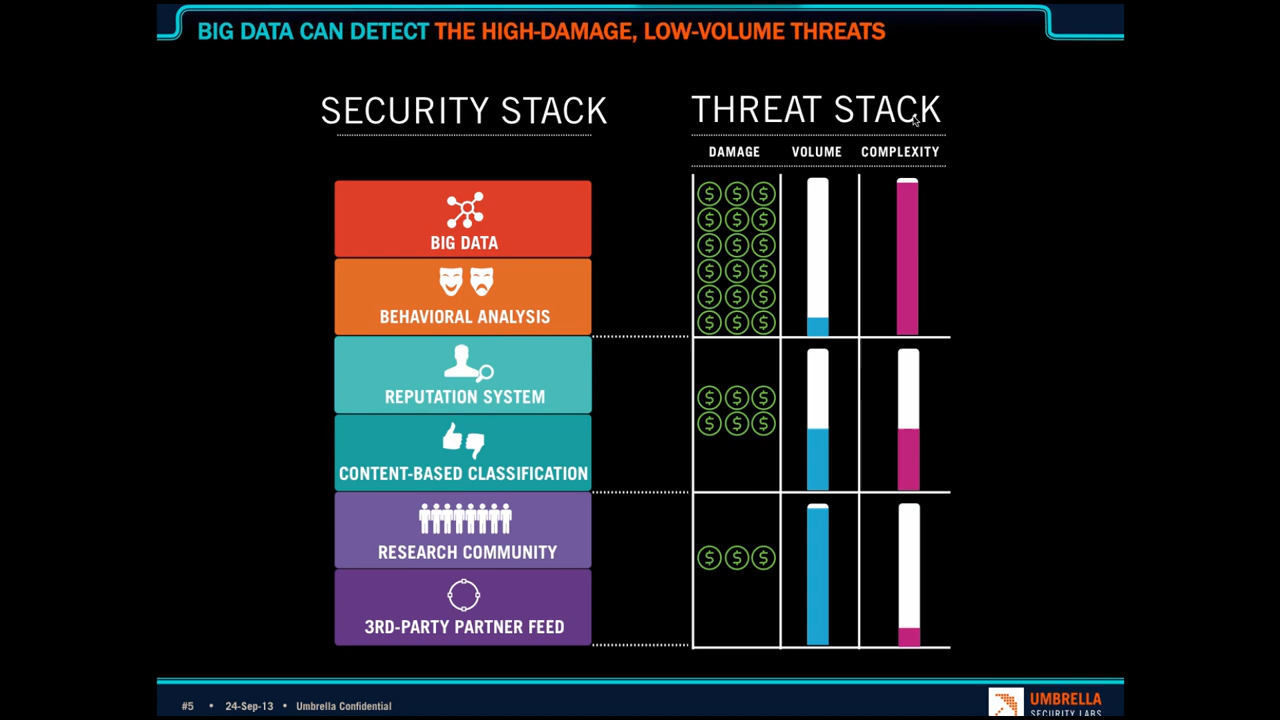 BIG DATA CAN DETECT THE HIGH-DAMAGE, LOW-VOLUME THREATS
SECURITY STACK
THREAT STACK
DAMAGE VOLUME COMPLEXITY
BIG DATA
BEHAVIORAL ANALYSIS
REPUTATION SYSTEM
CONTENT-BASED CLASSIFICATION
RESEARCH COMMUNITY
3RD-PARTY PARTNER FEED
$ $ $
$ $ $
$ $ $
$ $ $
$ $ $
$ $ $
$ $ $
$ $ $
$ $ $
#5 • 24-Sep-13 • Umbrella Confidential
UMBRELLA
SECURITY LABS